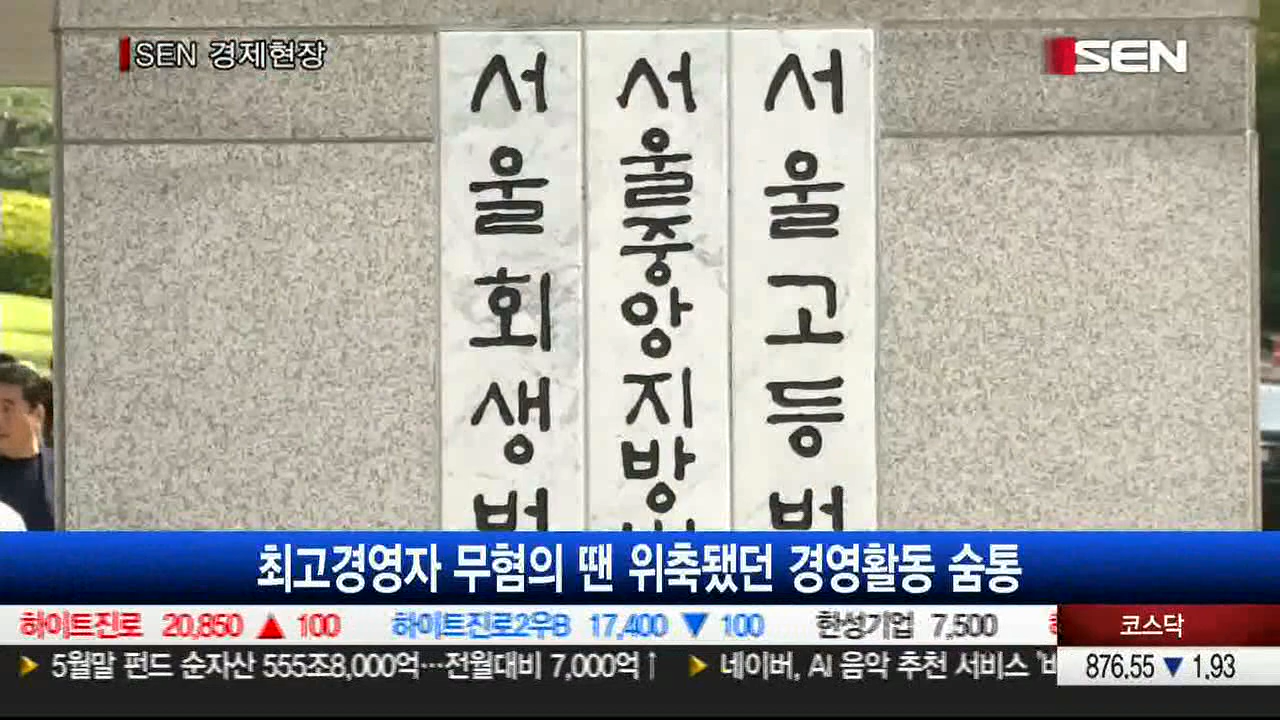 SEN 경제현장
SEN
서울회생법
서울중앙지방
서울고등법
최고경영자 무혐의 땐 위축됐던 경영활동 숨통
하이트진로 20,850 ▲ 100 하이트진로2우B 17,400 ▼ 100 한성기업 7,500
코스닥
▶ 5월말 펀드 순자산 555조8,000억…전월대비 7,000억↑ ▶ 네이버, AI 음악 추천 서비스
876.55 ▼ 1.93